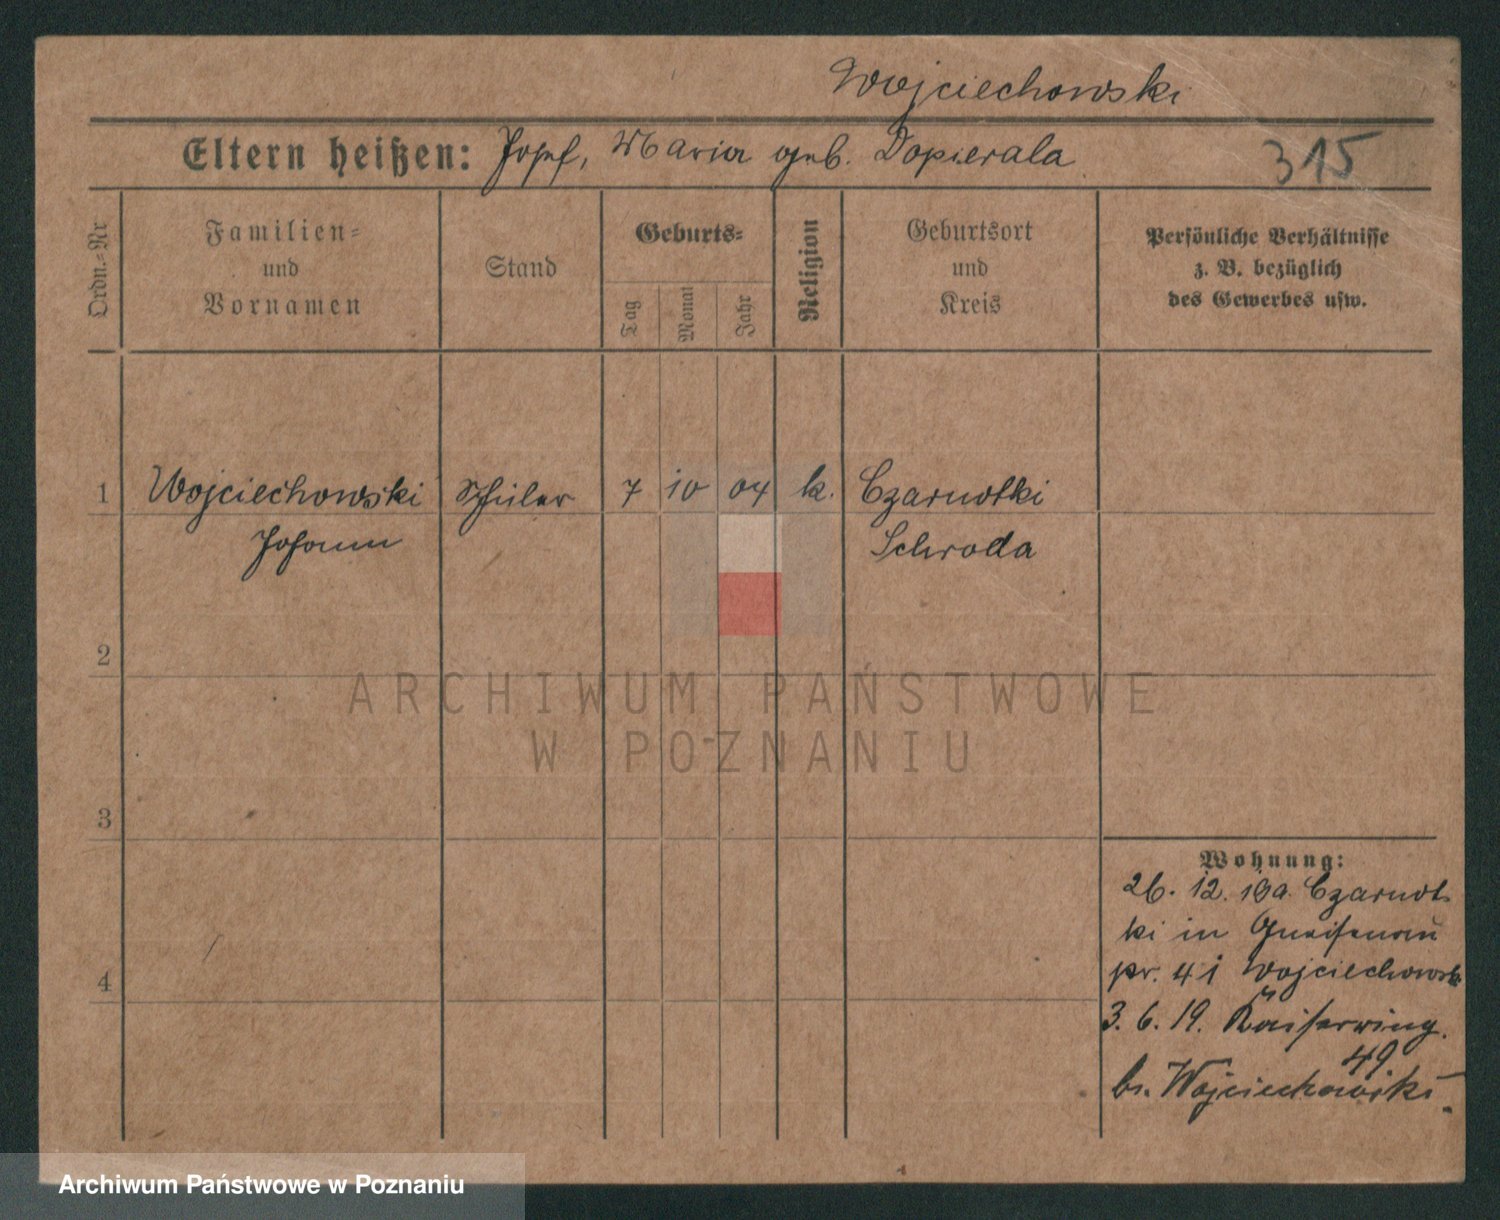 Wojciechowski
Eltern heißen: Josef, Maria geb. Dopierala
315
Ordn.=Nr
Familien=
und
Vornamen
Stand
Geburts=
Tag
Monat
Jahr
Religion
Geburtsort
und
Kreis
Persönliche Verhältnisse
z. B. bezüglich
des Gewerbes usw.
1 Wojciechowski Schüler 7 10 04 k. Czarnotki
Johann Schroda
2
ARCHIWUM PAŃSTWOWE
W POZNANIU
3
4
Wohnung:
26. 12. Czarnot-
ki in Gneisenau
pr. 41 Wojciechowski
3. 6. 19. Kaiserring.
49
b. Wojciechowski.
Archiwum Państwowe w Poznaniu